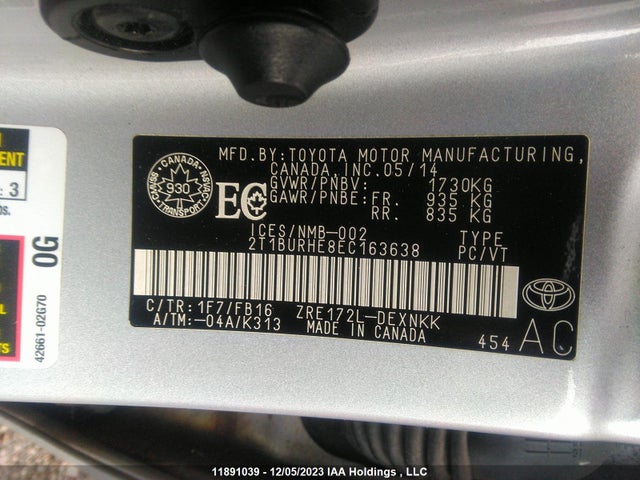 MFD.BY:TOYOTA MOTOR MANUFACTURING,
CANADA,INC.05/14
GVWR/PNBV: 1730KG
GAWR/PNBE:FR. 935 KG
RR. 835 KG
CANADA
930
TRANSPORT
EC
ICES/NMB-002
2T1BURHE8EC163638
TYPE
PC/VT
C/TR:1F7/FB16 ZRE172L-DEXNKK
A/TM:-04A/K313 MADE IN CANADA
454 AC
: 3
0G
42661-02G70
11891039 - 12/05/2023 IAA Holdings , LLC